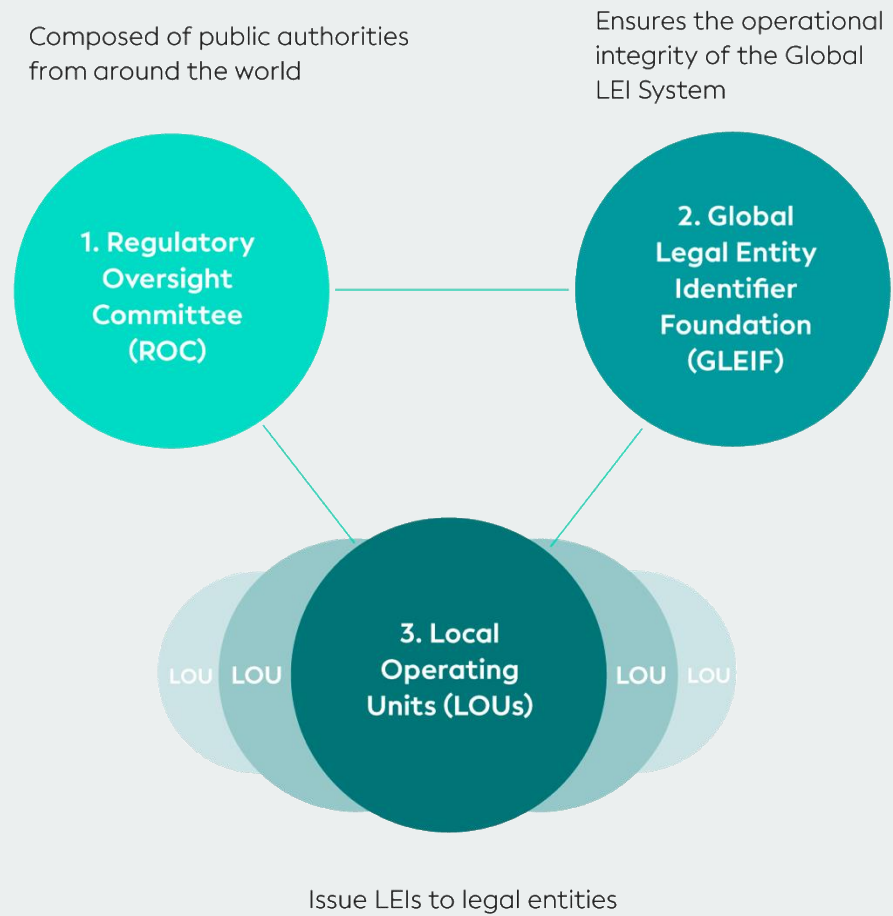 Composed of public authorities
from around the world
Ensures the operational
integrity of the Global
LEI System
1. Regulatory
Oversight
Committee
(ROC)
2. Global
Legal Entity
Identifier
Foundation
(GLEIF)
3. Local
Operating
Units (LOUs)
LOU
LOU
LOU
LOU
Issue LEIs to legal entities